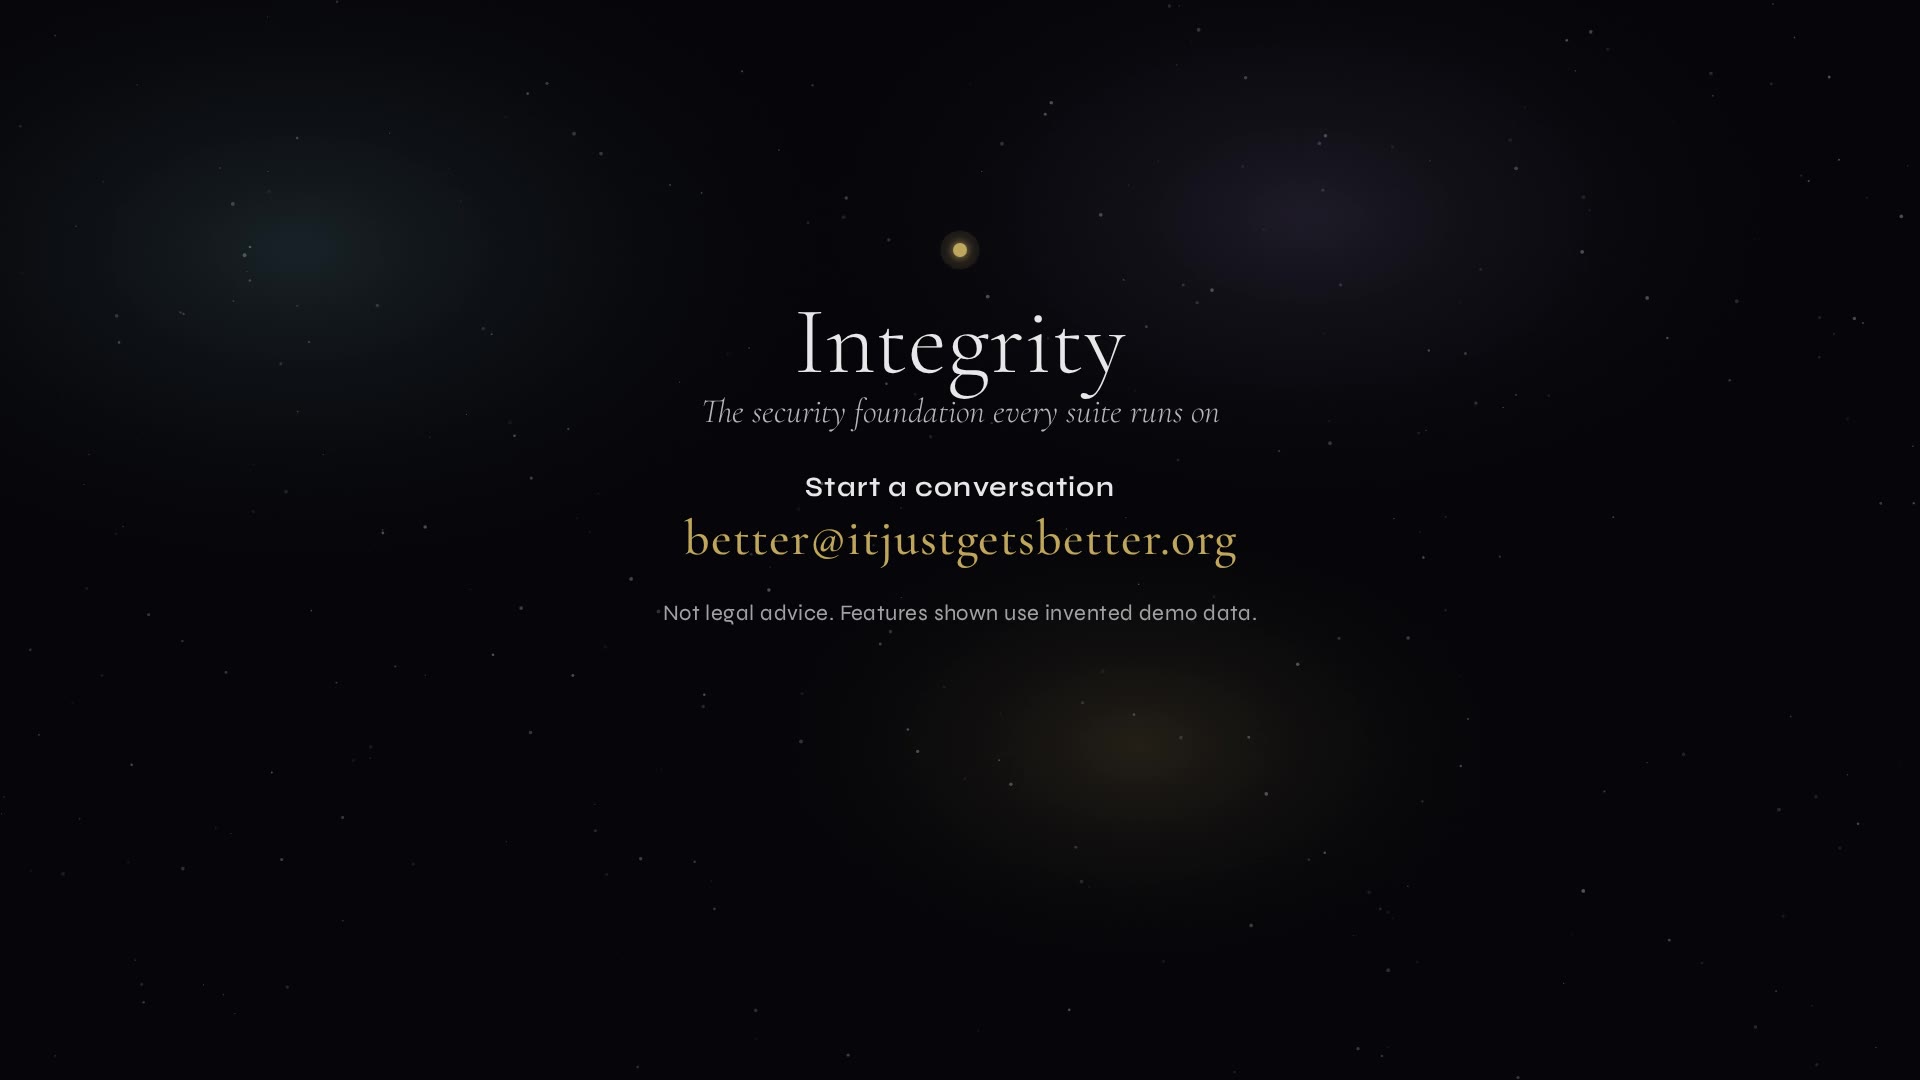 Integrity
The security foundation every suite runs on
Start a conversation
better@itjustgetsbetter.org
Not legal advice. Features shown use invented demo data.